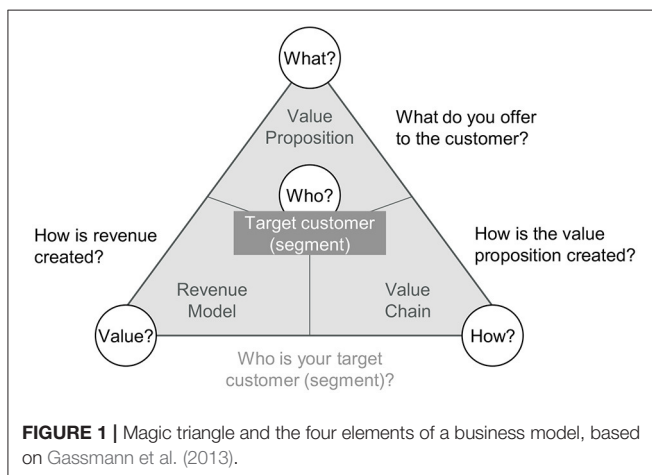 What?
Value
Proposition
What do you offer
to the customer?
Who?
Target customer
(segment)
How is revenue
created?
How is the value
proposition created?
Revenue
Model
Value
Chain
Value?
How?
Who is your target
customer (segment)?
FIGURE 1 | Magic triangle and the four elements of a business model, based
on Gassmann et al. (2013).